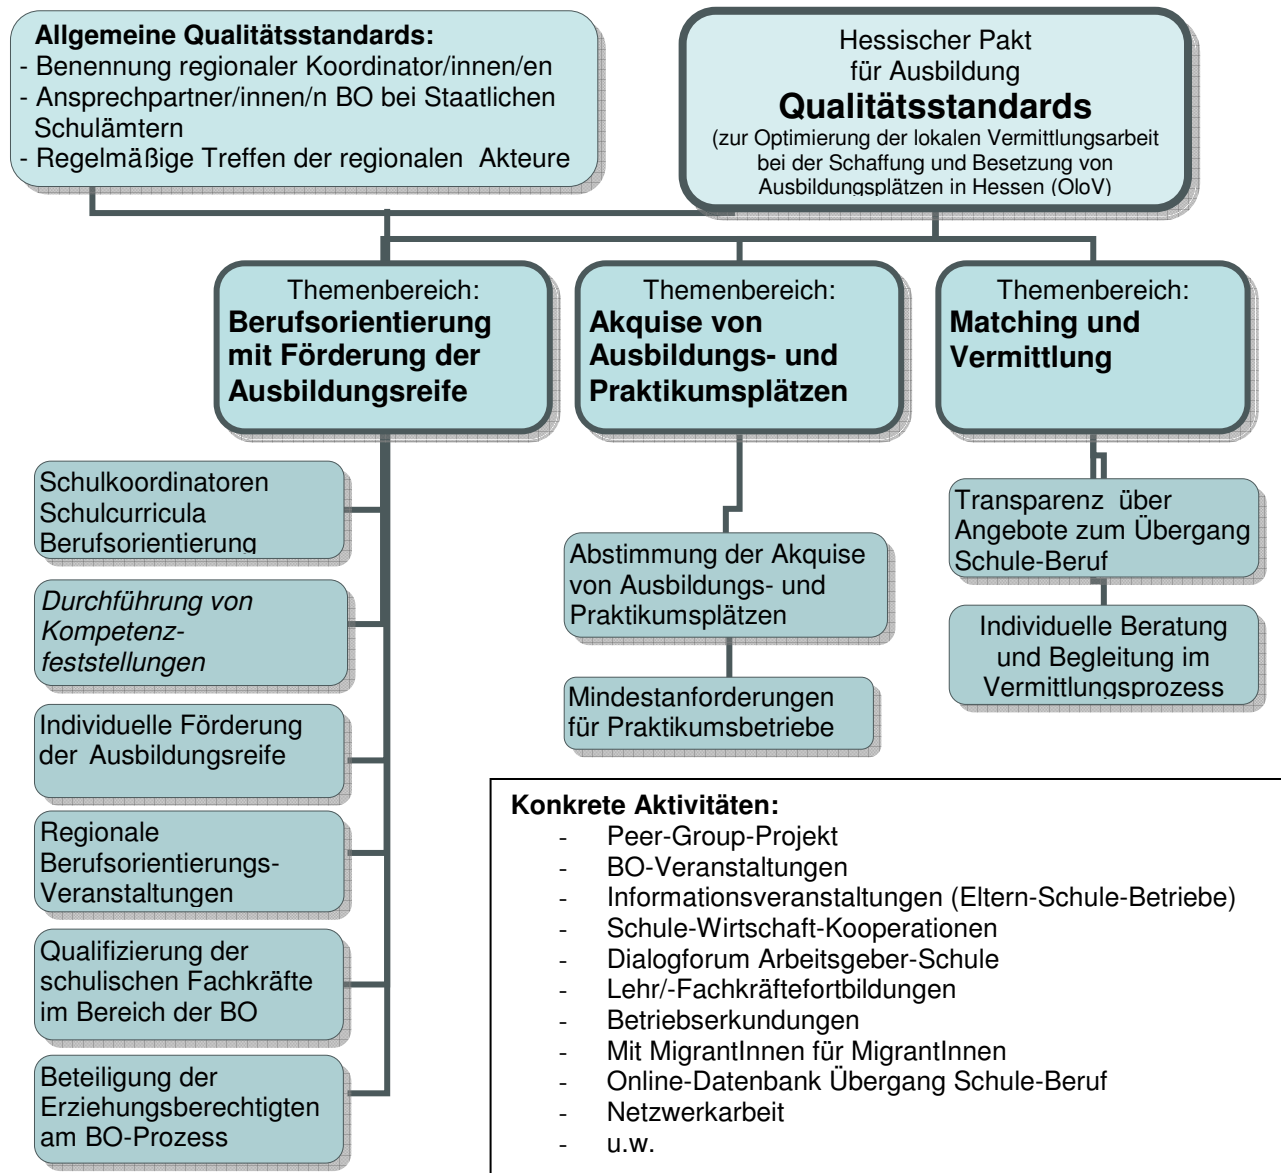 Allgemeine Qualitätsstandards:
- Benennung regionaler Koordinator/innen/en
- Ansprechpartner/innen/n BO bei Staatlichen
Schulämtern
- Regelmäßige Treffen der regionalen Akteure
Hessischer Pakt
für Ausbildung
Qualitätsstandards
(zur Optimierung der lokalen Vermittlungsarbeit
bei der Schaffung und Besetzung von
Ausbildungsplätzen in Hessen (OloV)
Themenbereich:
Berufsorientierung
mit Förderung der
Ausbildungsreife
Themenbereich:
Akquise von
Ausbildungs- und
Praktikumsplätzen
Themenbereich:
Matching und
Vermittlung
Schulkoordinatoren
Schulcurricula
Berufsorientierung
Durchführung von
Kompetenz-
feststellungen
Individuelle Förderung
der Ausbildungsreife
Regionale
Berufsorientierungs-
Veranstaltungen
Qualifizierung der
schulischen Fachkräfte
im Bereich der BO
Beteiligung der
Erziehungsberechtigten
am BO-Prozess
Abstimmung der Akquise
von Ausbildungs- und
Praktikumsplätzen
Mindestanforderungen
für Praktikumsbetriebe
Transparenz über
Angebote zum Übergang
Schule-Beruf
Individuelle Beratung
und Begleitung im
Vermittlungsprozess
Konkrete Aktivitäten:
- Peer-Group-Projekt
- BO-Veranstaltungen
- Informationsveranstaltungen (Eltern-Schule-Betriebe)
- Schule-Wirtschaft-Kooperationen
- Dialogforum Arbeitsgeber-Schule
- Lehr/-Fachkräftefortbildungen
- Betriebserkundungen
- Mit MigrantInnen für MigrantInnen
- Online-Datenbank Übergang Schule-Beruf
- Netzwerkarbeit
- u.w.